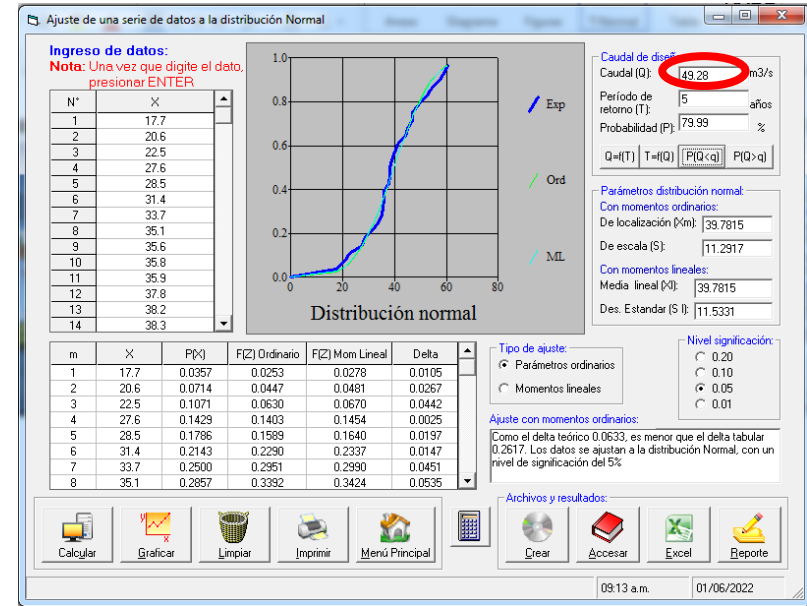 Ajuste de una serie de datos a la distribución Normal
Ingreso de datos:
Nota: Una vez que digite el dato,
presionar ENTER
N° X
1 17.7
2 20.6
3 22.5
4 27.6
5 28.5
6 31.4
7 33.7
8 35.1
9 35.6
10 35.8
11 35.9
12 37.8
13 38.2
14 38.3
1.0
0.8
0.6
0.4
0.2
0.0
0 20 40 60 80
Distribución normal
Exp
Ord
ML
Caudal de diseño
Caudal (Q): 49.28 m3/s
Período de
retorno (T): 5 años
Probabilidad (P): 79.99 %
Q=f(T) T=f(Q) P(Q<q) P(Q>q)
Parámetros distribución normal:
Con momentos ordinarios:
De localización (Xm): 39.7815
De escala (S): 11.2917
Con momentos lineales:
Media lineal (Xl): 39.7815
Des. Estandar (S l): 11.5331
m X P(X) F(Z) Ordinario F(Z) Mom Lineal Delta
1 17.7 0.0357 0.0253 0.0278 0.0105
2 20.6 0.0714 0.0447 0.0481 0.0267
3 22.5 0.1071 0.0630 0.0670 0.0442
4 27.6 0.1429 0.1403 0.1454 0.0025
5 28.5 0.1786 0.1589 0.1640 0.0197
6 31.4 0.2143 0.2290 0.2337 0.0147
7 33.7 0.2500 0.2951 0.2990 0.0451
8 35.1 0.2857 0.3392 0.3424 0.0535
Tipo de ajuste:
Parámetros ordinarios
Momentos lineales
Nivel significación:
0.20
0.10
0.05
0.01
Ajuste con momentos ordinarios:
Como el delta teórico 0.0633, es menor que el delta tabular
0.2617. Los datos se ajustan a la distribución Normal, con un
nivel de significación del 5%
Calcular Graficar Limpiar Imprimir Menú Principal
Archivos y resultados:
Crear Accesar Excel Reporte
09:13 a.m. 01/06/2022